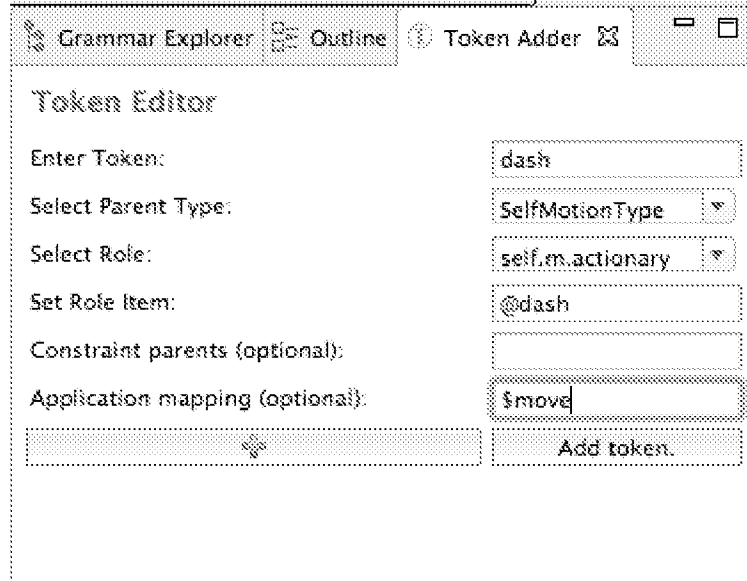 Grammar Explorer Outline Token Adder
Token Editor
Enter Token: dash
Select Parent Type: SelfMotionType
Select Role: self.m.actionary
Set Role Item: @dash
Constraint parents (optional):
Application mapping (optional): $move
Add token.